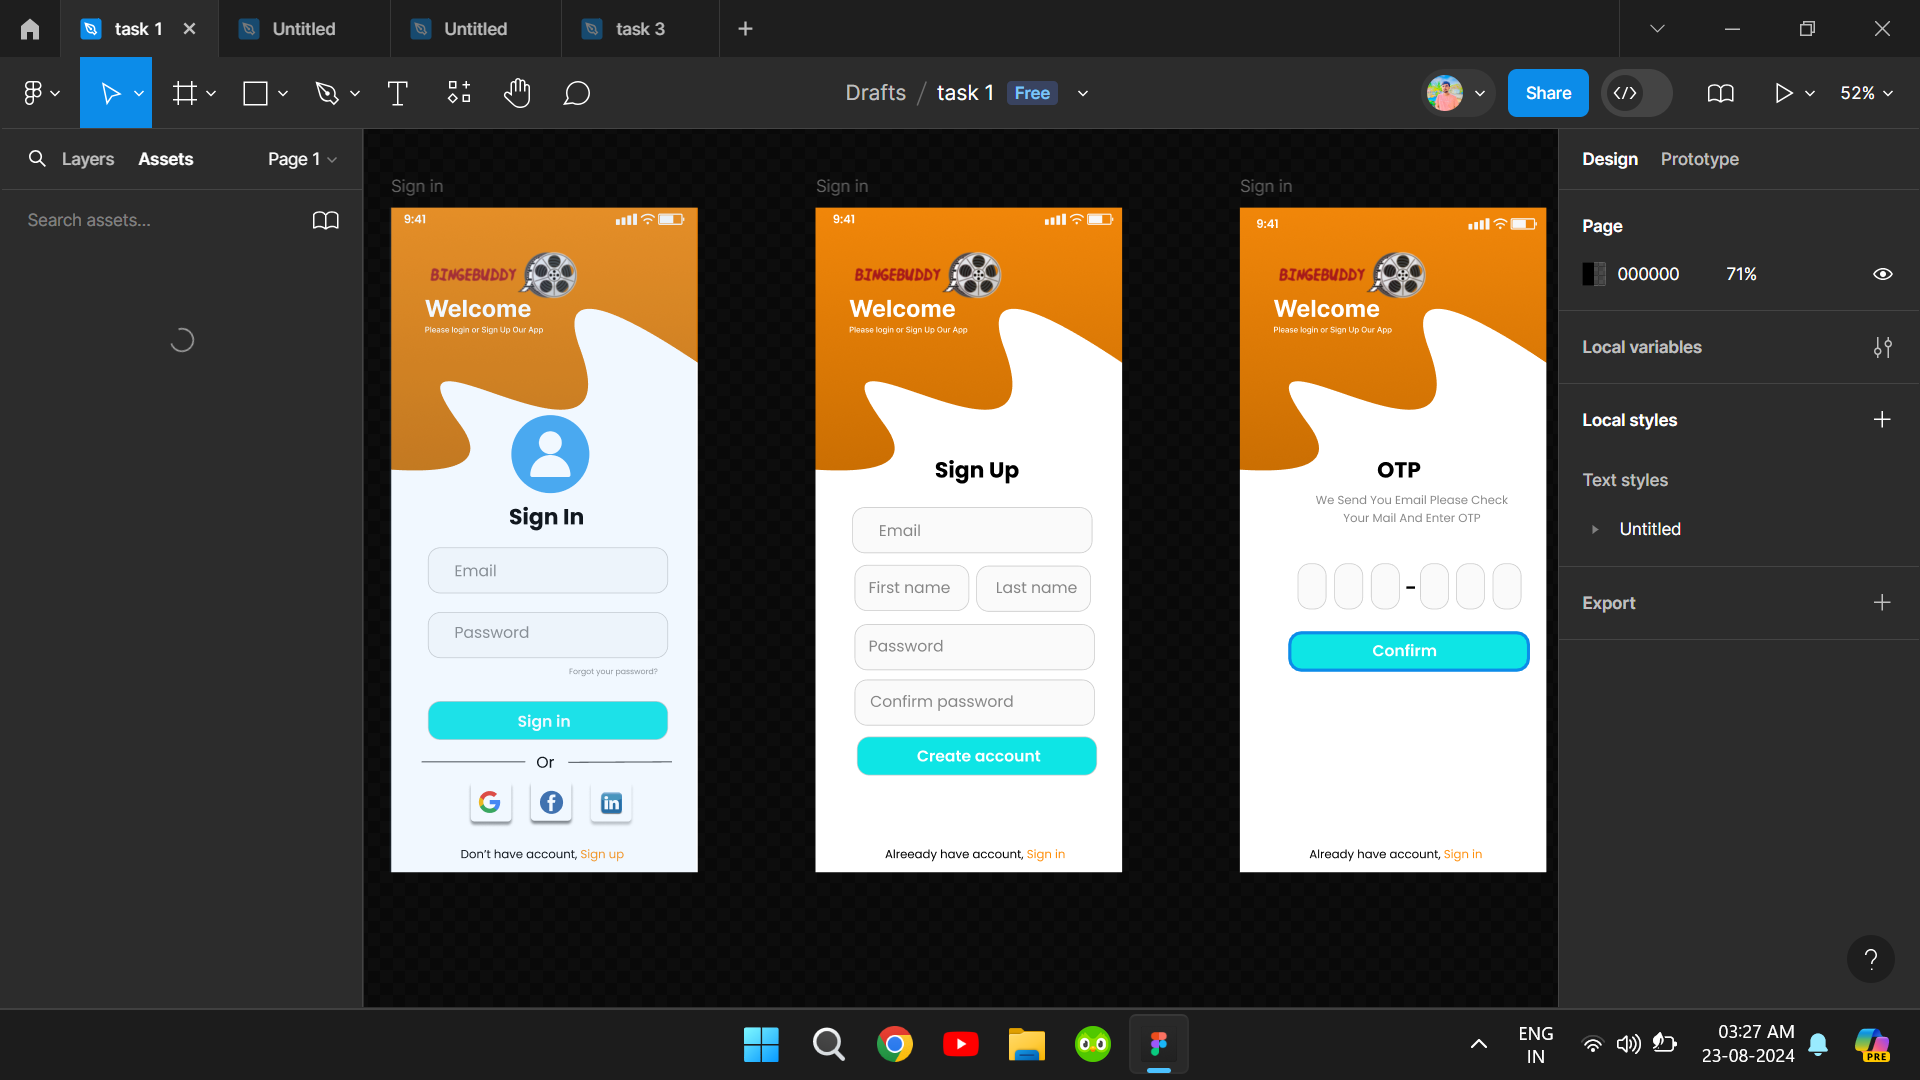 task 1
Untitled
Untitled
task 3
Drafts / task 1 Free
Share
52%
Layers Assets Page 1
Search assets...
Sign in
9:41
BINGEBUDDY
Welcome
Please login or Sign Up Our App
Sign In
Email
Password
Forgot your password?
Sign in
Or
Don't have account, Sign up
Sign in
9:41
BINGEBUDDY
Welcome
Please login or Sign Up Our App
Sign Up
Email
First name
Last name
Password
Confirm password
Create account
Alreeady have account, Sign in
Sign in
9:41
BINGEBUDDY
Welcome
Please login or Sign Up Our App
OTP
We Send You Email Please Check
Your Mail And Enter OTP
-
Confirm
Already have account, Sign in
Design Prototype
Page
000000 71%
Local variables
Local styles
Text styles
Untitled
Export
?
ENG
IN
03:27 AM
23-08-2024
PRE